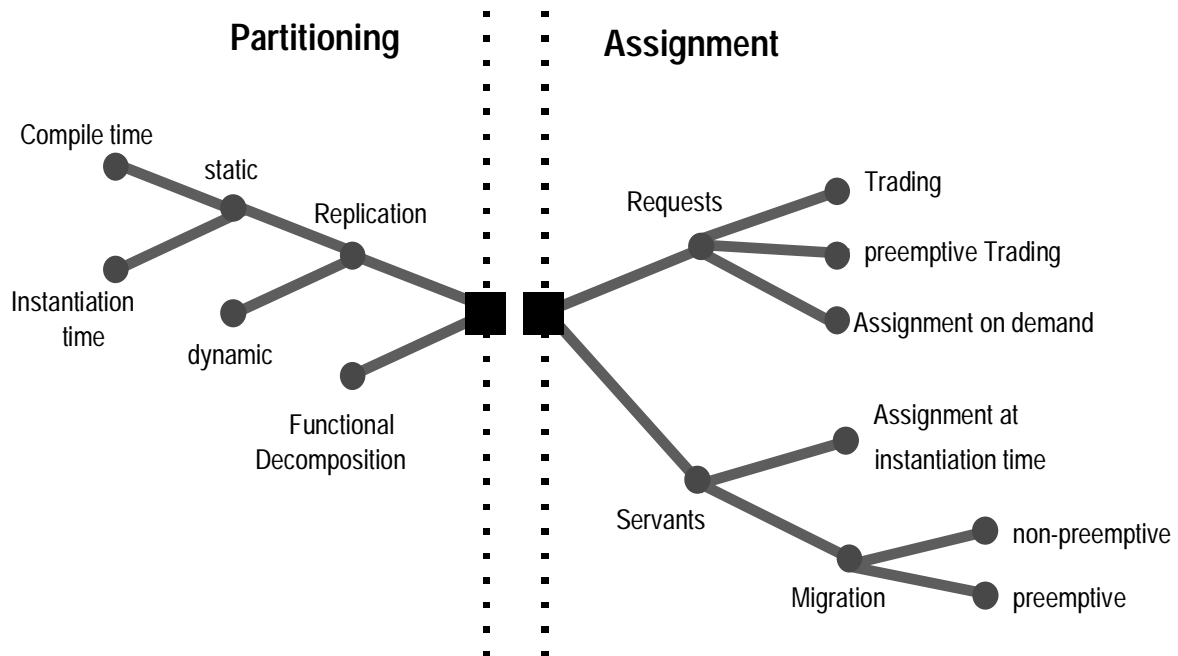 Partitioning
Assignment
Compile time
static
Replication
Instantiation
time
dynamic
Functional
Decomposition
Requests
Trading
preemptive Trading
Assignment on demand
Assignment at
instantiation time
Servants
non-preemptive
Migration
preemptive